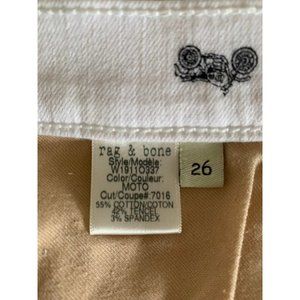 rag & bone
Style/Modèle:
W1911O337
Color/Couleur:
MOTO
Cut/Coupe#:7016
55% COTTON/COTON
42% TENCEL
3% SPANDEX
26